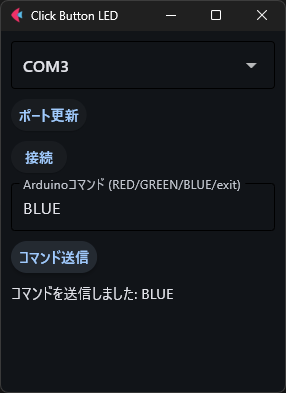 Click Button LED
COM3
ポート更新
接続
Arduinoコマンド (RED/GREEN/BLUE/exit)
BLUE
コマンド送信
コマンドを送信しました: BLUE